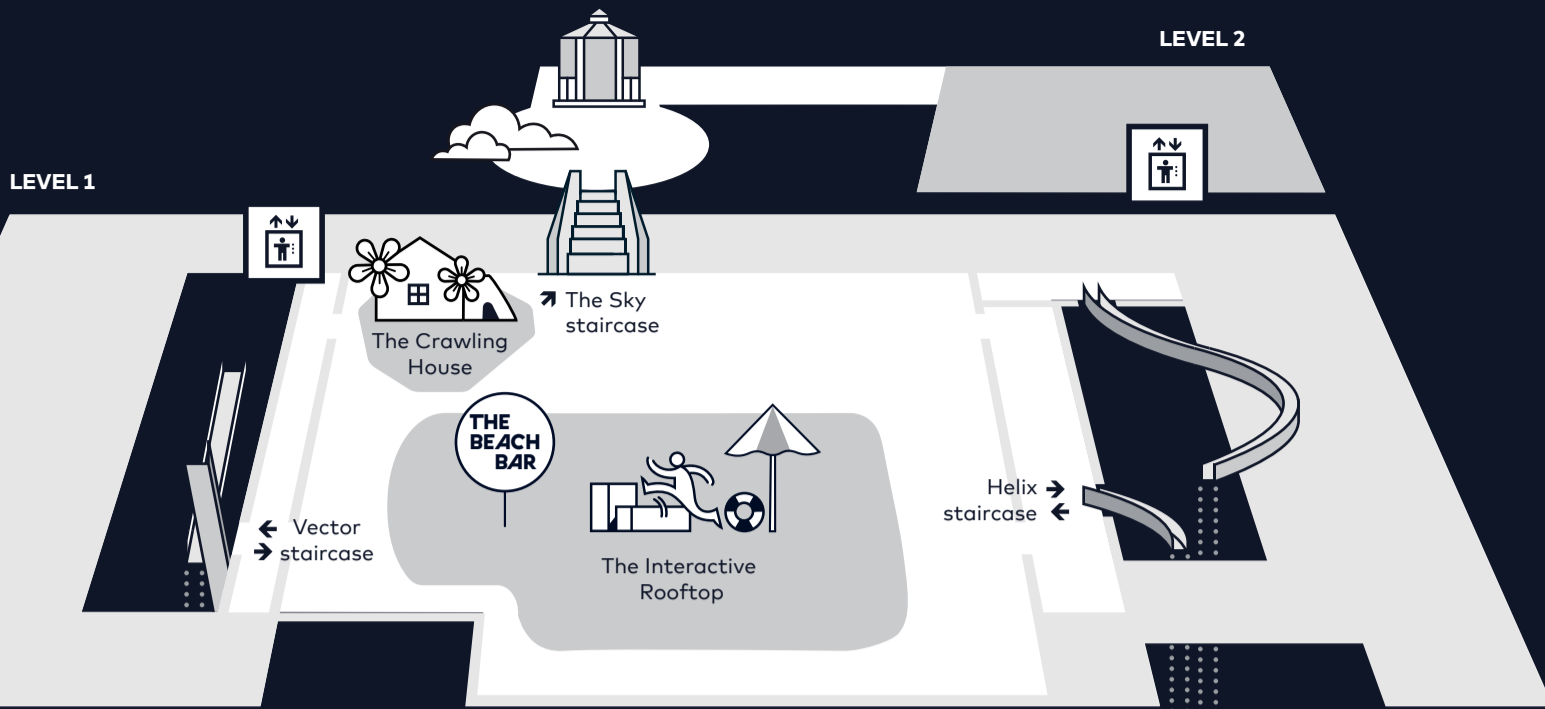 LEVEL 2
LEVEL 1
The Sky
staircase
The Crawling
House
THE
BEACH
BAR
Helix
staircase
Vector
staircase
The Interactive
Rooftop